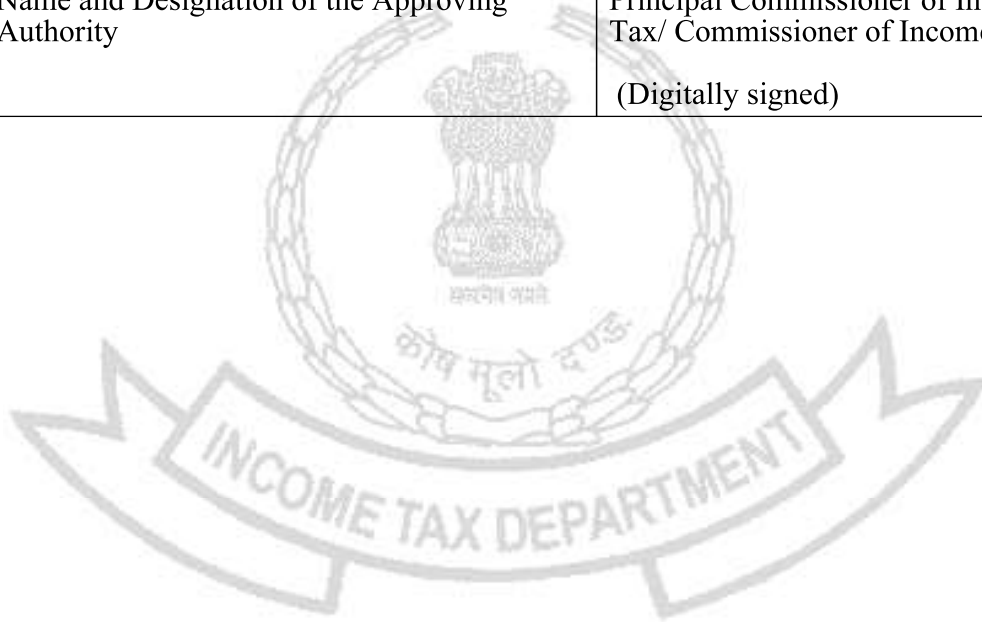 Name and Designation of the Approving
Authority
Principal Commissioner of In
Tax/ Commissioner of Income
(Digitally signed)
सत्यमेव जयते
कोष मूलो दण्डः
INCOME TAX DEPARTMENT